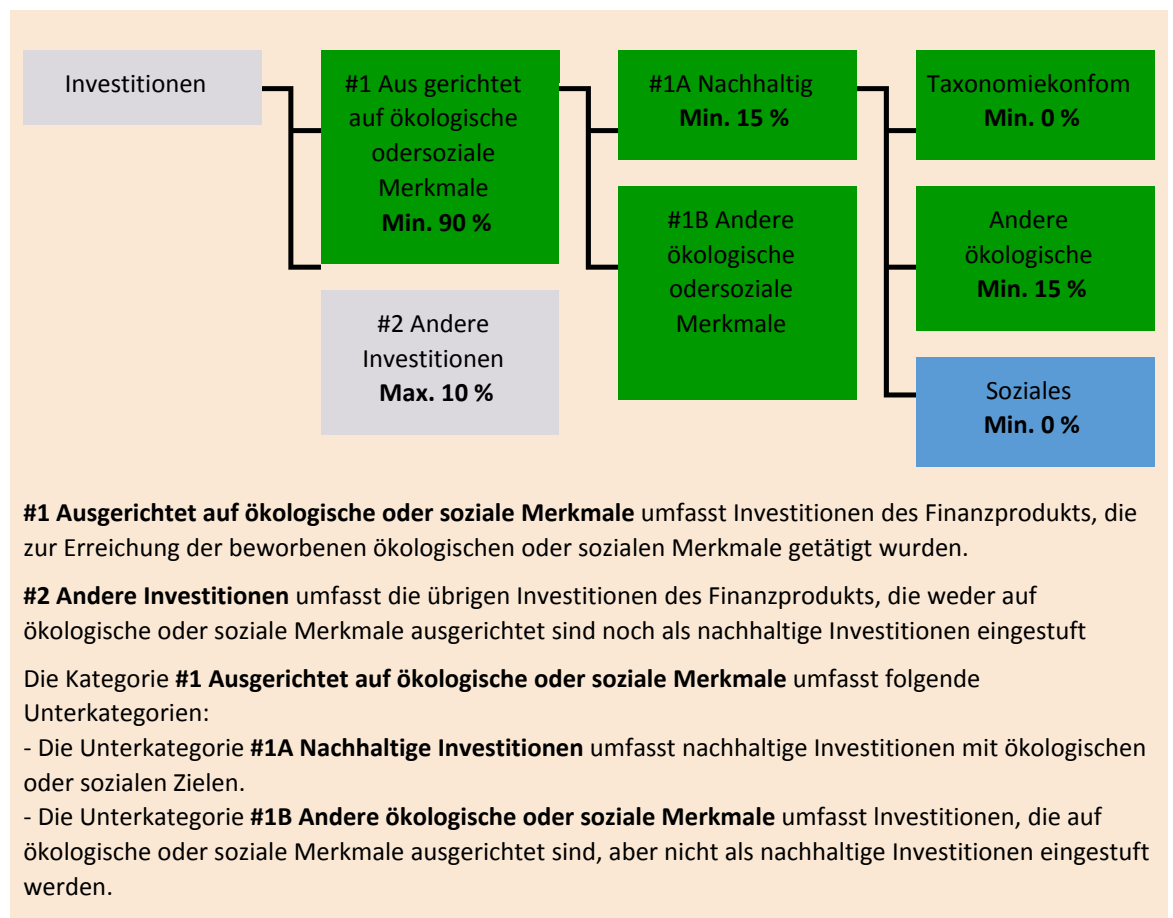 Investitionen
#1 Aus gerichtet
auf ökologische
odersoziale
Merkmale
Min. 90 %
#2 Andere
Investitionen
Max. 10 %
#1A Nachhaltig
Min. 15 %
#1B Andere
ökologische
odersoziale
Merkmale
Taxonomiekonfom
Min. 0 %
Andere
ökologische
Min. 15 %
Soziales
Min. 0 %
#1 Ausgerichtet auf ökologische oder soziale Merkmale umfasst Investitionen des Finanzprodukts, die
zur Erreichung der beworbenen ökologischen oder sozialen Merkmale getätigt wurden.
#2 Andere Investitionen umfasst die übrigen Investitionen des Finanzprodukts, die weder auf
ökologische oder soziale Merkmale ausgerichtet sind noch als nachhaltige Investitionen eingestuft
Die Kategorie #1 Ausgerichtet auf ökologische oder soziale Merkmale umfasst folgende
Unterkategorien:
- Die Unterkategorie #1A Nachhaltige Investitionen umfasst nachhaltige Investitionen mit ökologischen
oder sozialen Zielen.
- Die Unterkategorie #1B Andere ökologische oder soziale Merkmale umfasst lnvestitionen, die auf
ökologische oder soziale Merkmale ausgerichtet sind, aber nicht als nachhaltige Investitionen eingestuft
werden.